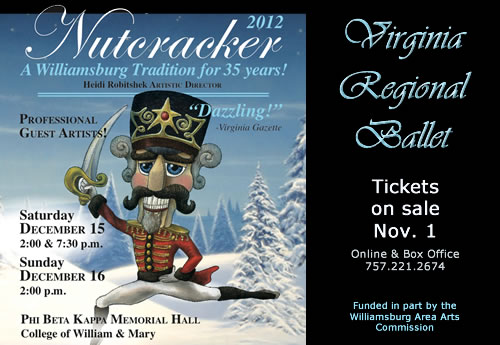 2012
Nutcracker
A Williamsburg Tradition for 35 years!
Heidi Robitshek Artistic Director
"Dazzling!"
-Virginia Gazette
Professional
Guest Artists!
Saturday
December 15
2:00 & 7:30 p.m.
Sunday
December 16
2:00 p.m.
Phi Beta Kappa Memorial Hall
College of William & Mary
Virginia
Regional
Ballet
Tickets
on sale
Nov. 1
Online & Box Office
757.221.2674
Funded in part by the
Williamsburg Area Arts
Commission